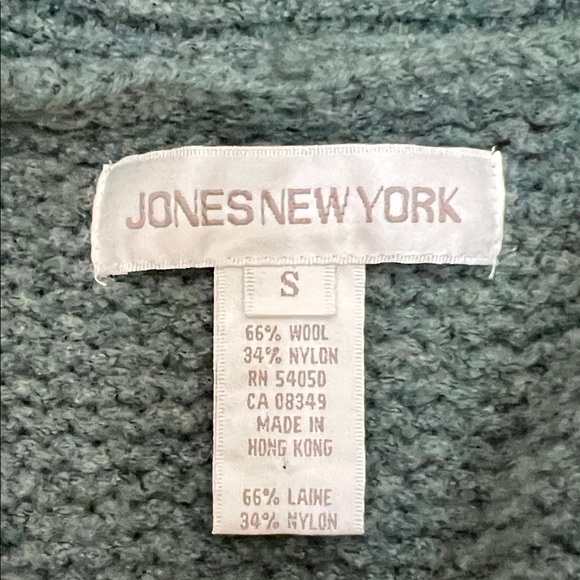 JONES NEW YORK
S
66% WOOL
34% NYLON
RN 54050
CA 08349
MADE IN
HONG KONG
66% LAINE
34% NYLON